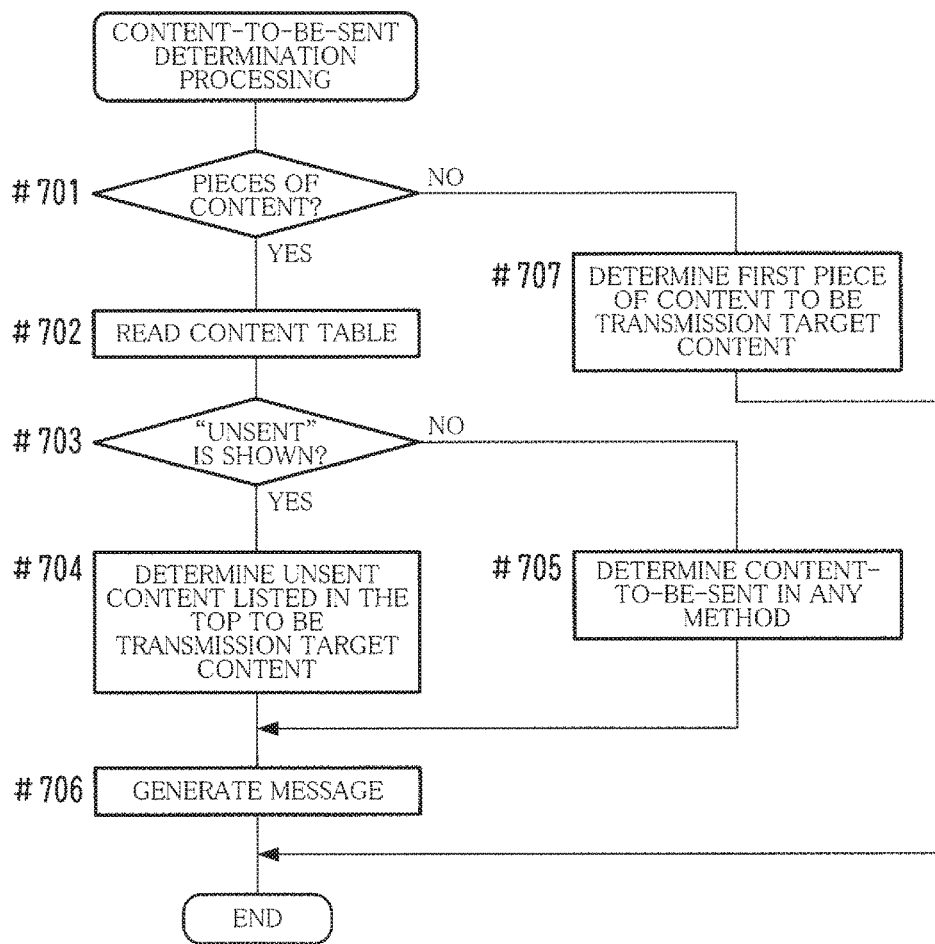 CONTENT-TO-BE-SENT
DETERMINATION
PROCESSING
#701
PIECES OF
CONTENT?
NO
YES
#707
DETERMINE FIRST PIECE
OF CONTENT TO BE
TRANSMISSION TARGET
CONTENT
#702
READ CONTENT TABLE
#703
“UNSENT”
IS SHOWN?
NO
YES
#704
DETERMINE UNSENT
CONTENT LISTED IN THE
TOP TO BE
TRANSMISSION TARGET
CONTENT
#705
DETERMINE CONTENT-
TO-BE-SENT IN ANY
METHOD
#706
GENERATE MESSAGE
END